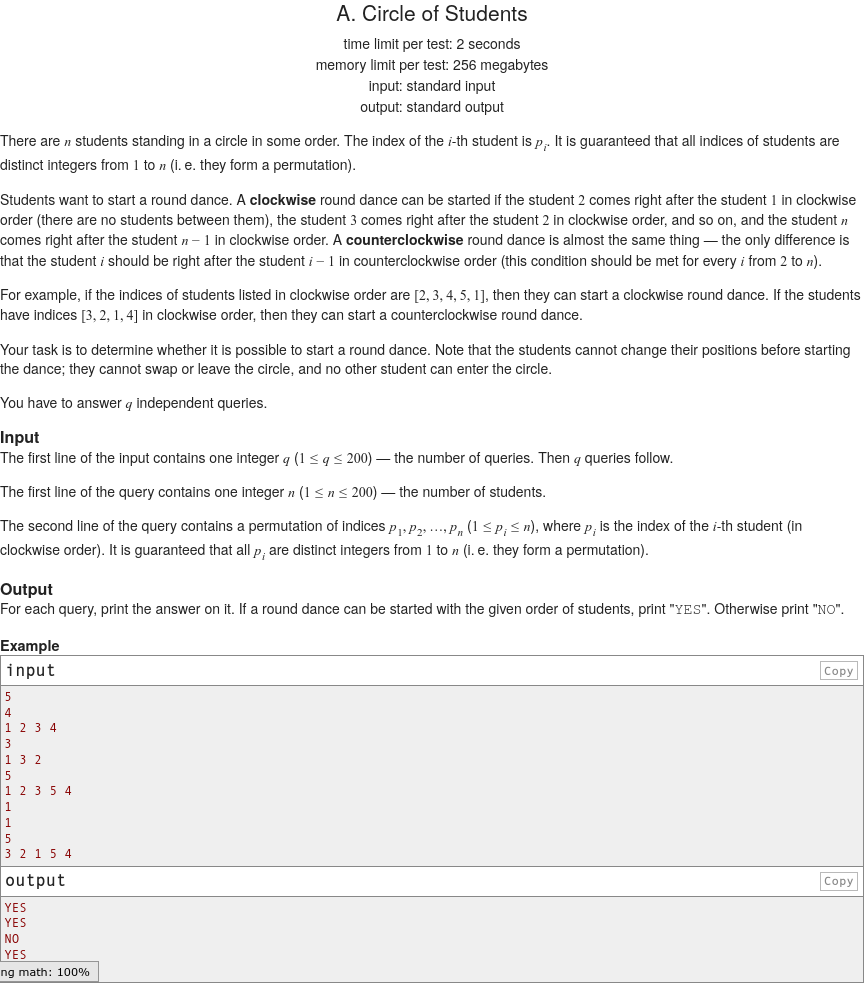 A. Circle of Students
time limit per test: 2 seconds
memory limit per test: 256 megabytes
input: standard input
output: standard output
There are n students standing in a circle in some order. The index of the i-th student is p_i. It is guaranteed that all indices of students are
distinct integers from 1 to n (i. e. they form a permutation).
Students want to start a round dance. A clockwise round dance can be started if the student 2 comes right after the student 1 in clockwise
order (there are no students between them), the student 3 comes right after the student 2 in clockwise order, and so on, and the student n
comes right after the student n − 1 in clockwise order. A counterclockwise round dance is almost the same thing — the only difference is
that the student i should be right after the student i − 1 in counterclockwise order (this condition should be met for every i from 2 to n).
For example, if the indices of students listed in clockwise order are [2, 3, 4, 5, 1], then they can start a clockwise round dance. If the students
have indices [3, 2, 1, 4] in clockwise order, then they can start a counterclockwise round dance.
Your task is to determine whether it is possible to start a round dance. Note that the students cannot change their positions before starting
the dance; they cannot swap or leave the circle, and no other student can enter the circle.
You have to answer q independent queries.
Input
The first line of the input contains one integer q (1 ≤ q ≤ 200) — the number of queries. Then q queries follow.
The first line of the query contains one integer n (1 ≤ n ≤ 200) — the number of students.
The second line of the query contains a permutation of indices p_1, p_2, …, p_n (1 ≤ p_i ≤ n), where p_i is the index of the i-th student (in
clockwise order). It is guaranteed that all p_i are distinct integers from 1 to n (i. e. they form a permutation).
Output
For each query, print the answer on it. If a round dance can be started with the given order of students, print "YES". Otherwise print "NO".
Example
input
Copy
5
4
1 2 3 4
3
1 3 2
5
1 2 3 5 4
1
1
5
3 2 1 5 4
output
Copy
YES
YES
NO
YES
ng math: 100%